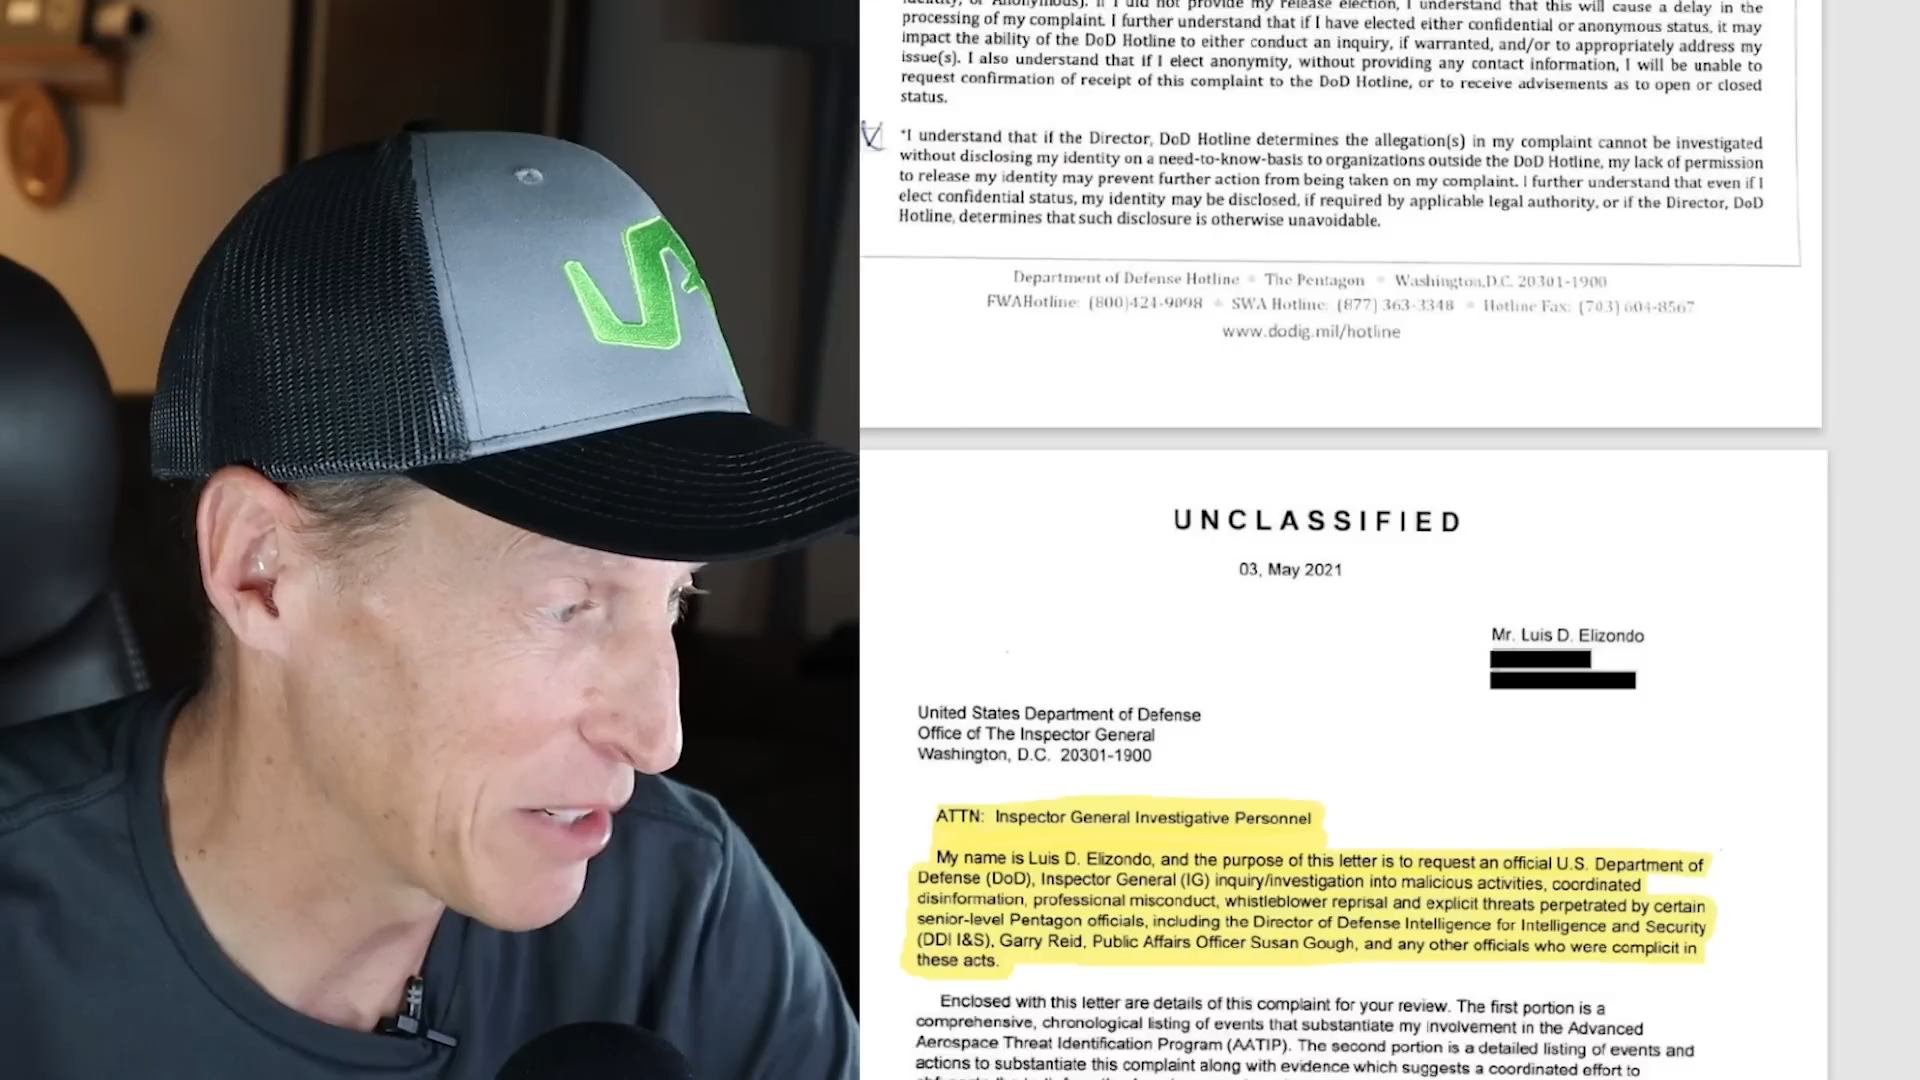 identity, or Anonymous). If I did not provide my release election, I understand that this will cause a delay in the
processing of my complaint. I further understand that if I have elected either confidential or anonymous status, it may
impact the ability of the DoD Hotline to either conduct an inquiry, if warranted, and/or to appropriately address my
issue(s). I also understand that if I elect anonymity, without providing any contact information, I will be unable to
request confirmation of receipt of this complaint to the DoD Hotline, or to receive advisements as to open or closed
status.
*I understand that if the Director, DoD Hotline determines the allegation(s) in my complaint cannot be investigated
without disclosing my identity on a need-to-know-basis to organizations outside the DoD Hotline, my lack of permission
to release my identity may prevent further action from being taken on my complaint. I further understand that even if I
elect confidential status, my identity may be disclosed, if required by applicable legal authority, or if the Director, DoD
Hotline, determines that such disclosure is otherwise unavoidable.
Department of Defense Hotline • The Pentagon • Washington,D.C. 20301-1900
FWAHotline: (800)424-9098 • SWA Hotline: (877) 363-3348 • Hotline Fax: (703) 604-8567
www.dodig.mil/hotline
UNCLASSIFIED
03, May 2021
Mr. Luis D. Elizondo
United States Department of Defense
Office of The Inspector General
Washington, D.C. 20301-1900
ATTN: Inspector General Investigative Personnel
My name is Luis D. Elizondo, and the purpose of this letter is to request an official U.S. Department of
Defense (DoD), Inspector General (IG) inquiry/investigation into malicious activities, coordinated
disinformation, professional misconduct, whistleblower reprisal and explicit threats perpetrated by certain
senior-level Pentagon officials, including the Director of Defense Intelligence for Intelligence and Security
(DDI I&S), Garry Reid, Public Affairs Officer Susan Gough, and any other officials who were complicit in
these acts.
Enclosed with this letter are details of this complaint for your review. The first portion is a
comprehensive, chronological listing of events that substantiate my involvement in the Advanced
Aerospace Threat Identification Program (AATIP). The second portion is a detailed listing of events and
actions to substantiate this complaint along with evidence which suggests a coordinated effort to